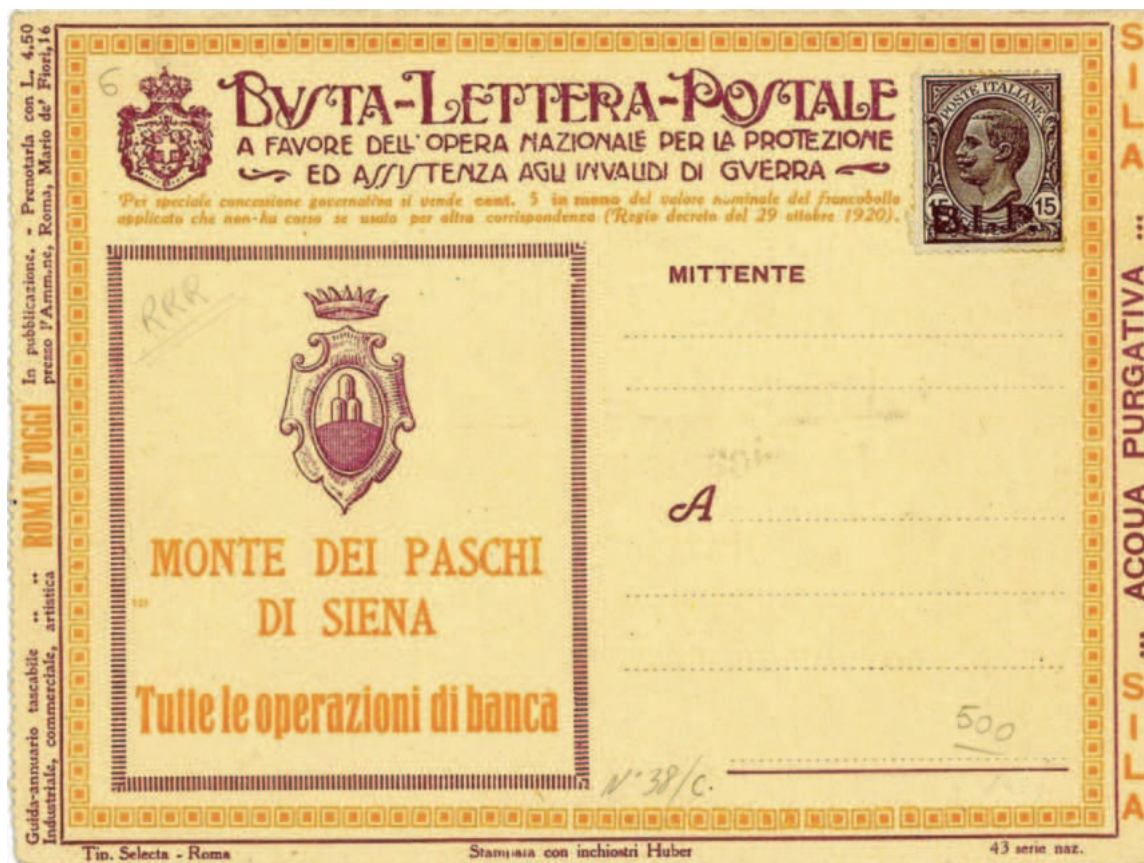 6
BVSTA-LETTERA-POSTALE
A FAVORE DELL'OPERA NAZIONALE PER LA PROTEZIONE
ED ASSISTENZA AGLI INVALIDI DI GVERRA
Per speciale concessione governativa si vende cent. 5 in meno del valore nominale del francobollo
applicato che non ha corso se usato per altra corrispondenza (Regio decreto del 29 ottobre 1920).
POSTE ITALIANE
15 15
B.L.P.
RRR
MONTE DEI PASCHI
DI SIENA
Tutte le operazioni di banca
MITTENTE
A
500
N° 38/C.
Guida-annuario tascabile .. .. ROMA D'OGGI In pubblicazione. - Prenotarla con L. 4.50
Industriale, commerciale, artistica presso l'Amm.ne, Roma, Mario de' Fiori, 16
SILA ... ACQUA PURGATIVA ... SILA
Tip. Selecta - Roma
Stampata con inchiostri Huber
43 serie naz.